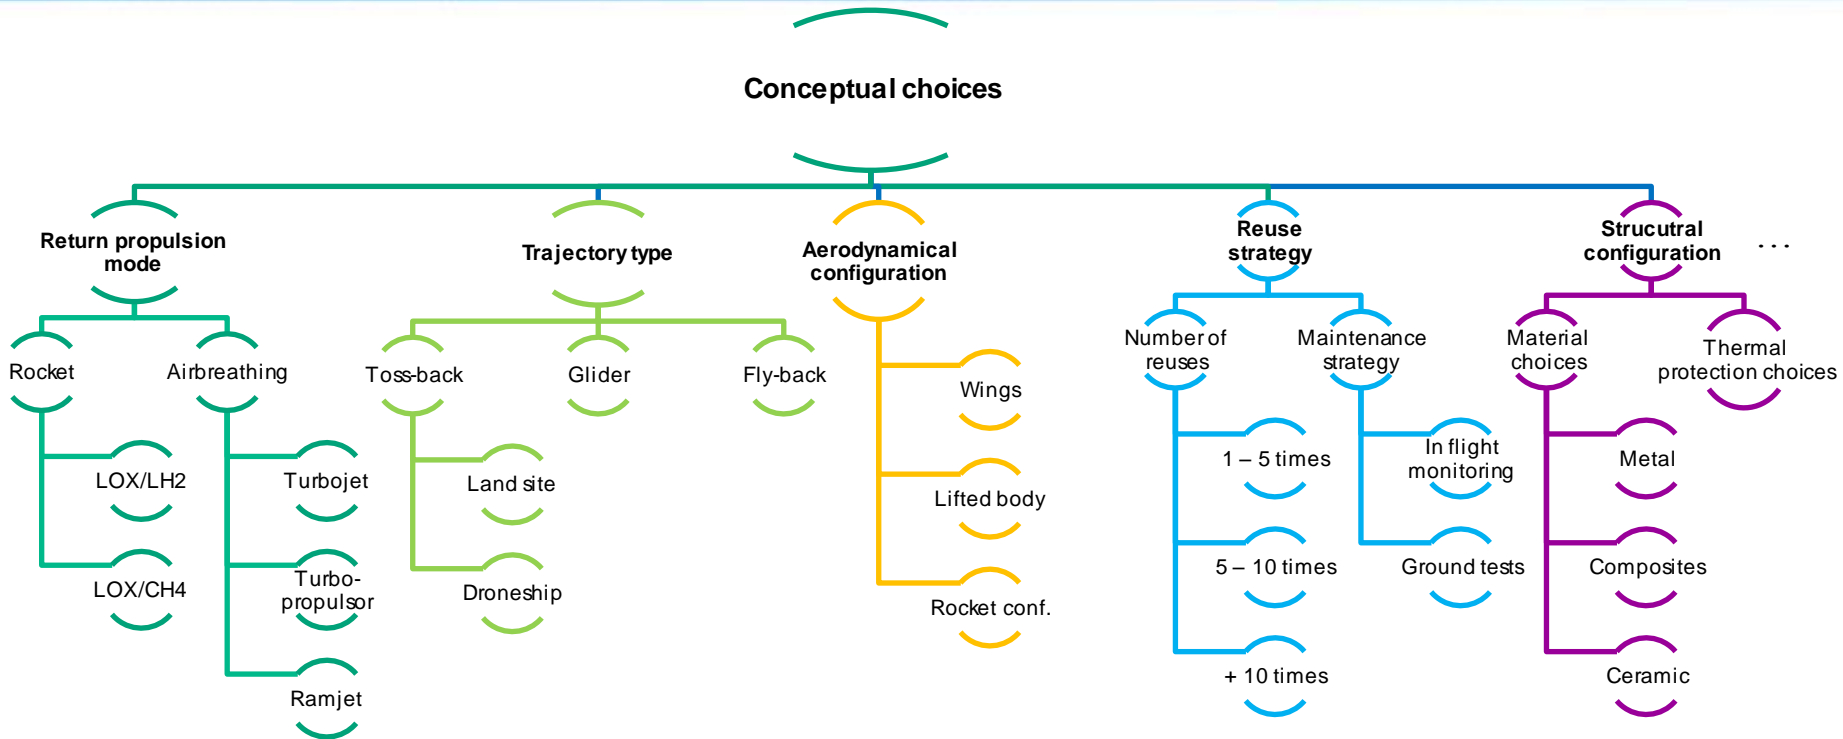 Conceptual choices
Return propulsion
mode
Trajectory type
Aerodynamical
configuration
Reuse
strategy
Strucutral
configuration
...
Rocket
Airbreathing
Toss-back
Glider
Fly-back
Number of
reuses
Maintenance
strategy
Material
choices
Thermal
protection choices
LOX/LH2
LOX/CH4
Turbojet
Turbo-
propulsor
Ramjet
Land site
Droneship
Wings
Lifted body
Rocket conf.
1 – 5 times
5 – 10 times
+ 10 times
In flight
monitoring
Ground tests
Metal
Composites
Ceramic